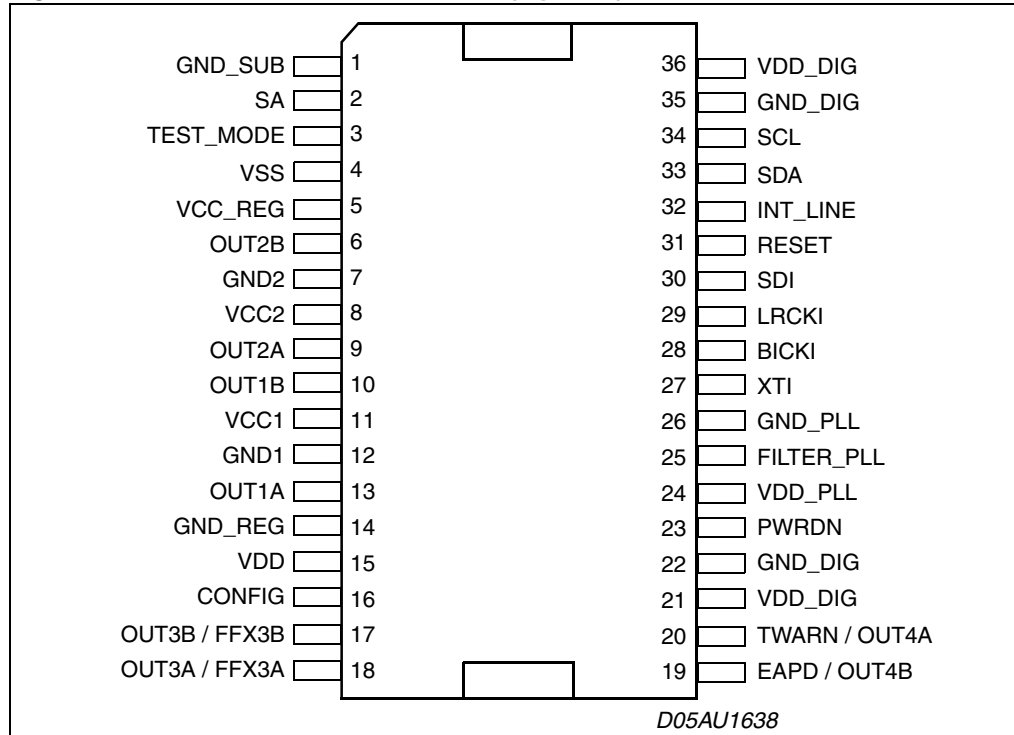 GND_SUB 1 36 VDD_DIG
SA 2 35 GND_DIG
TEST_MODE 3 34 SCL
VSS 4 33 SDA
VCC_REG 5 32 INT_LINE
OUT2B 6 31 RESET
GND2 7 30 SDI
VCC2 8 29 LRCKI
OUT2A 9 28 BICKI
OUT1B 10 27 XTI
VCC1 11 26 GND_PLL
GND1 12 25 FILTER_PLL
OUT1A 13 24 VDD_PLL
GND_REG 14 23 PWRDN
VDD 15 22 GND_DIG
CONFIG 16 21 VDD_DIG
OUT3B / FFX3B 17 20 TWARN / OUT4A
OUT3A / FFX3A 18 19 EAPD / OUT4B
D05AU1638